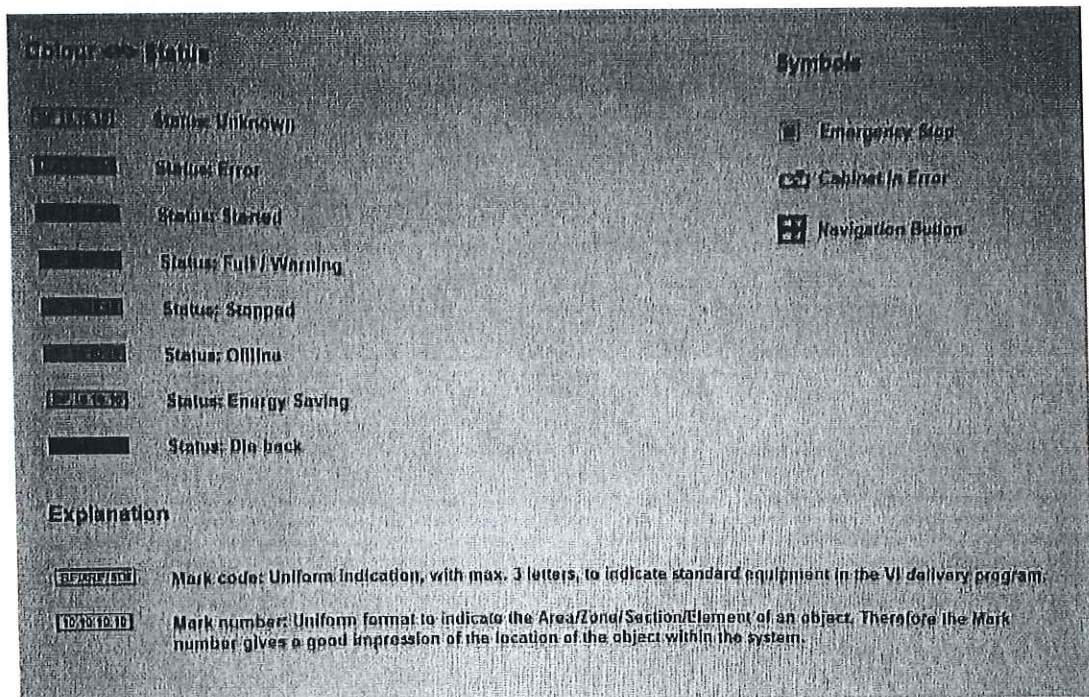 Colour <=> Status
Status: Unknown
Status: Error
Status: Started
Status: Full / Warning
Status: Stopped
Status: Offline
Status: Energy Saving
Status: Die back
Symbols
Emergency Stop
Cabinet in Error
Navigation Button
Explanation
Mark code: Uniform indication, with max. 3 letters, to indicate standard equipment in the VI delivery program.
10.10.10.10
Mark number: Uniform format to indicate the Area/Zone/Section/Element of an object. Therefore the Mark
number gives a good impression of the location of the object within the system.